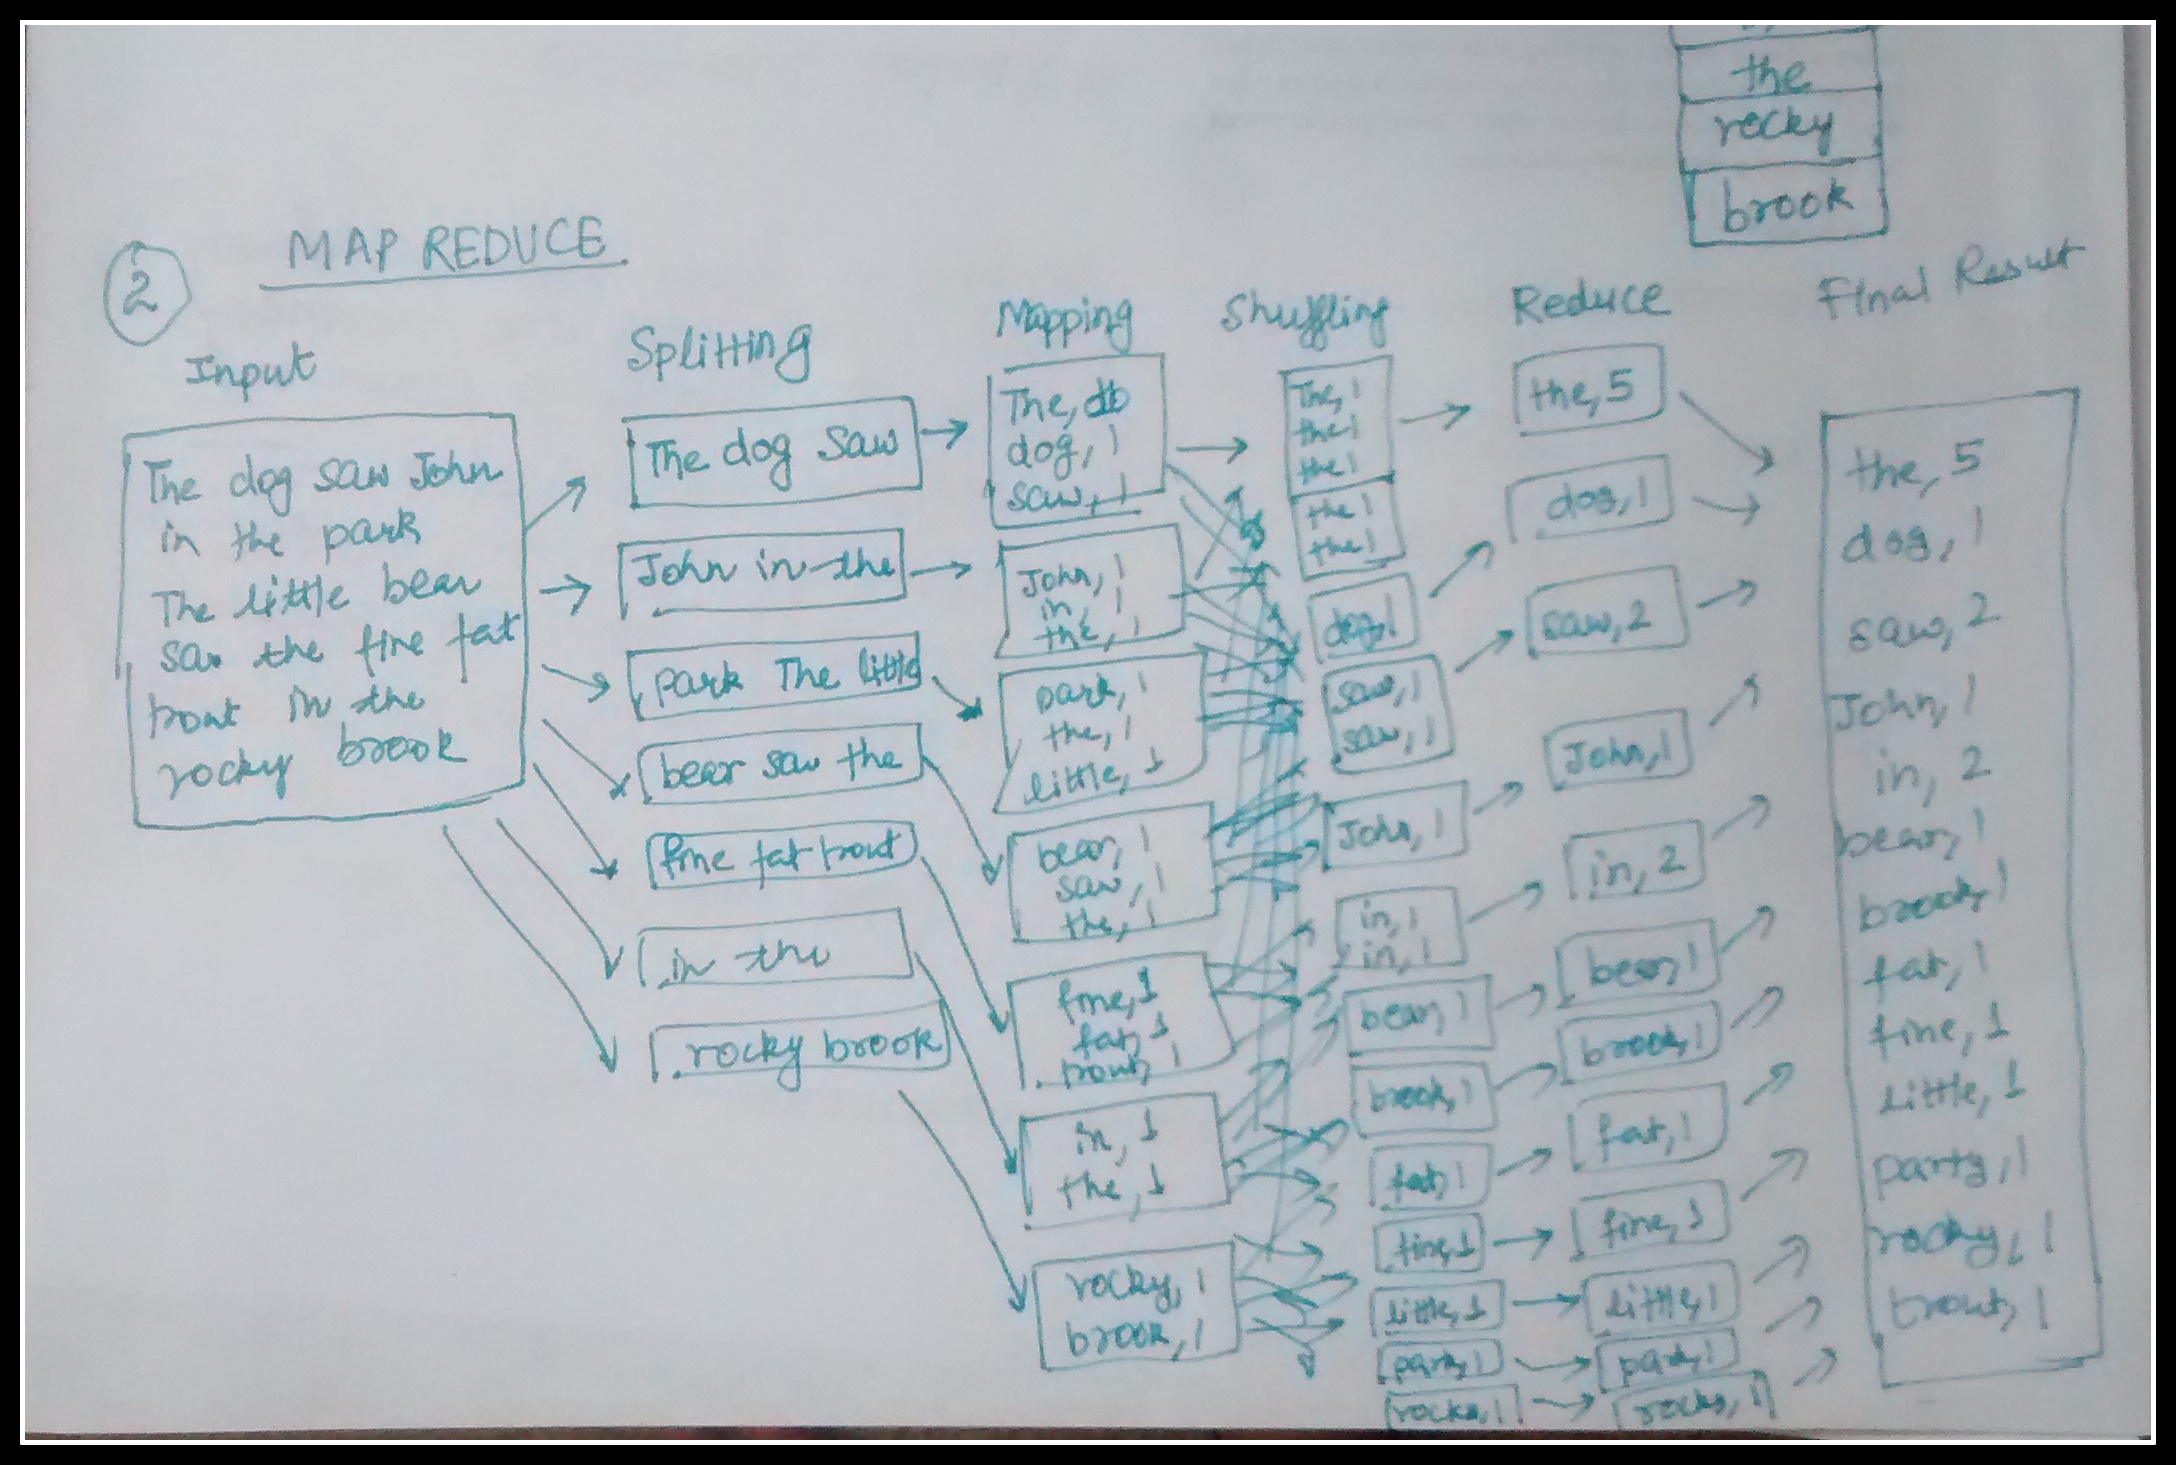 the
rocky
brook
2
MAP REDUCE
Input
The dog saw John
in the park
The little bear
saw the fine fat
trout in the
rocky brook
Splitting
The dog saw
John in the
park The little
bear saw the
fine fat trout
in the
rocky brook
Mapping
The,
dog, 1
saw, 1
John, 1
in, 1
the, 1
park, 1
the, 1
little, 1
bear, 1
saw, 1
the, 1
fine, 1
fat, 1
trout, 1
in, 1
the, 1
rocky, 1
brook, 1
Shuffling
The, 1
the 1
the 1
the 1
the 1
dog, 1
saw, 1
saw, 1
John, 1
in, 1
in, 1
bear, 1
brook, 1
fat, 1
fine, 1
little, 1
park, 1
rocky, 1
Reduce
the, 5
dog, 1
saw, 2
John, 1
in, 2
bear, 1
brook, 1
fat, 1
fine, 1
little, 1
park, 1
rocky, 1
Final Result
the, 5
dog, 1
saw, 2
John, 1
in, 2
bear, 1
brook, 1
fat, 1
fine, 1
little, 1
party, 1
rocky, 1
trout, 1